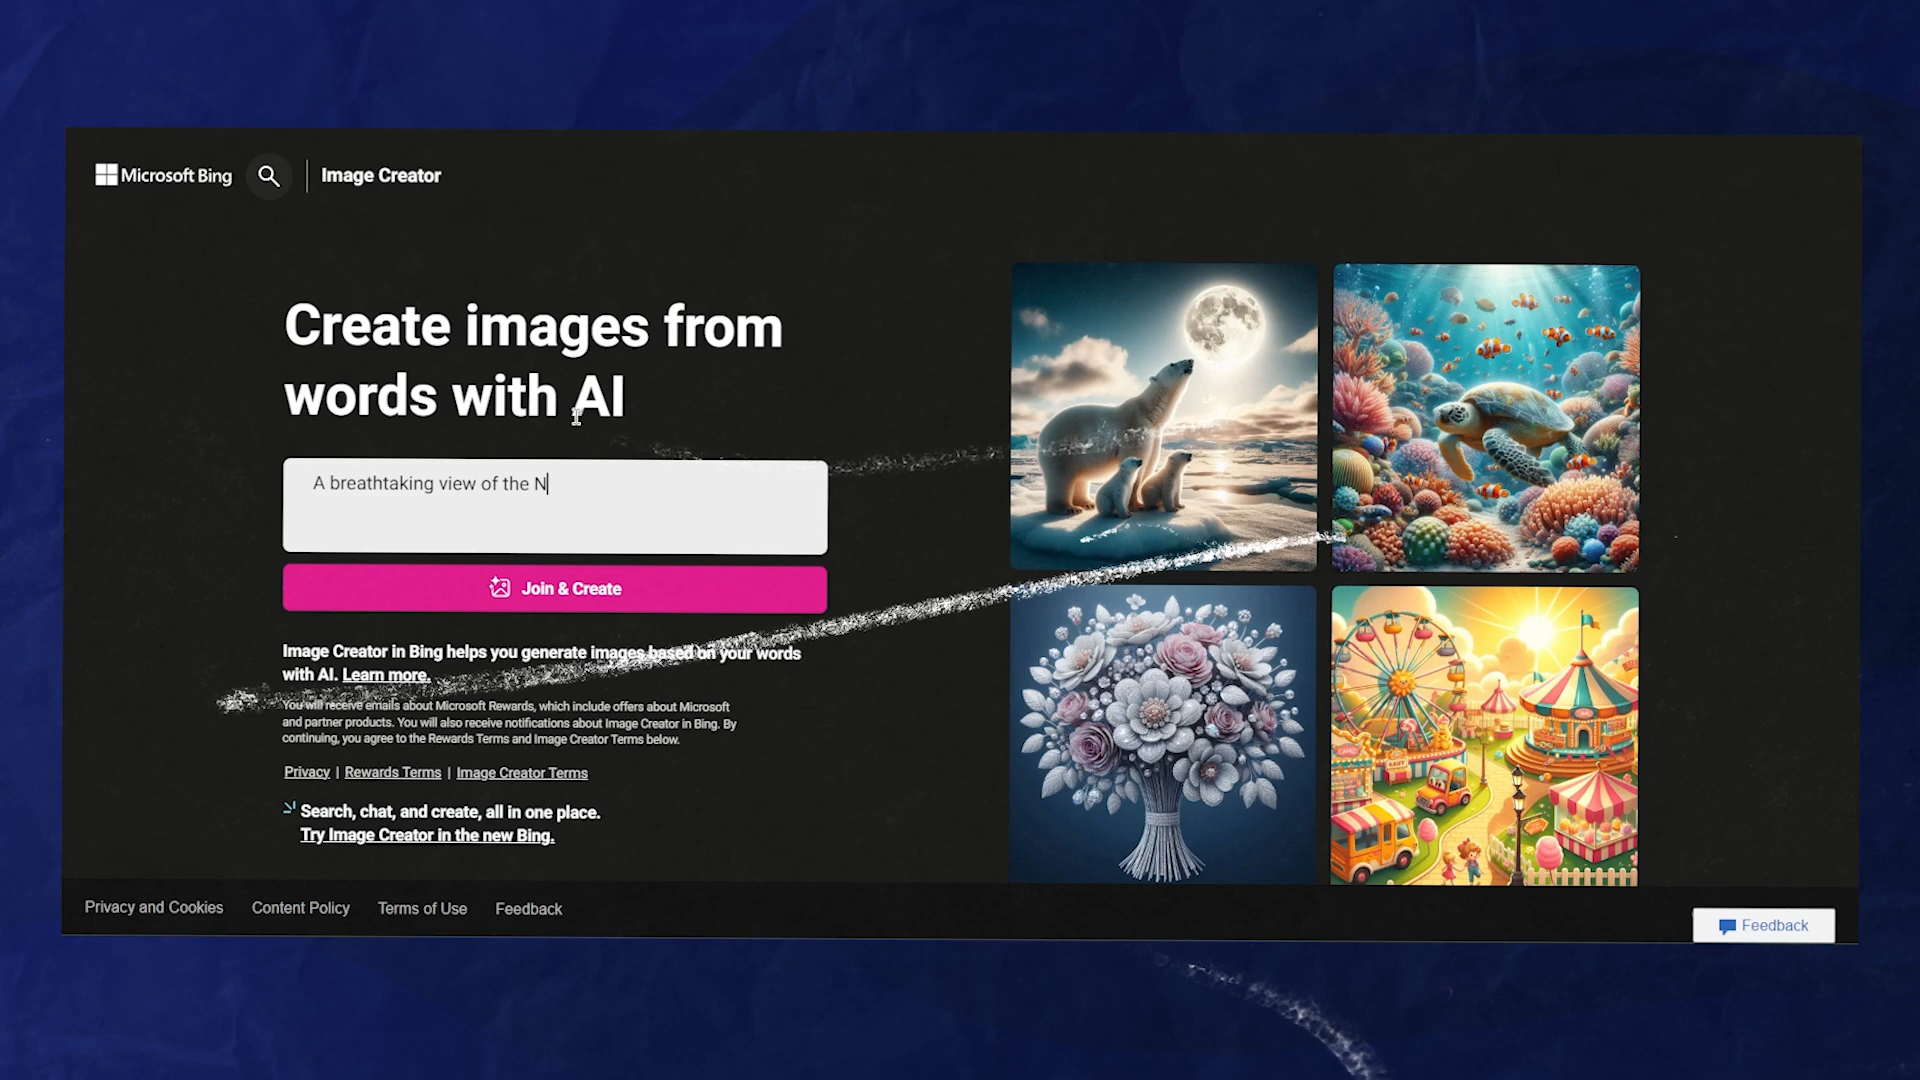 Microsoft Bing
Image Creator
Create images from
words with AI
A breathtaking view of the N
Join & Create
Image Creator in Bing helps you generate images based on your words
with AI. Learn more.
You will receive emails about Microsoft Rewards, which include offers about Microsoft
and partner products. You will also receive notifications about Image Creator in Bing. By
continuing, you agree to the Rewards Terms and Image Creator Terms below.
Privacy | Rewards Terms | Image Creator Terms
Search, chat, and create, all in one place.
Try Image Creator in the new Bing.
Privacy and Cookies Content Policy Terms of Use Feedback
Feedback